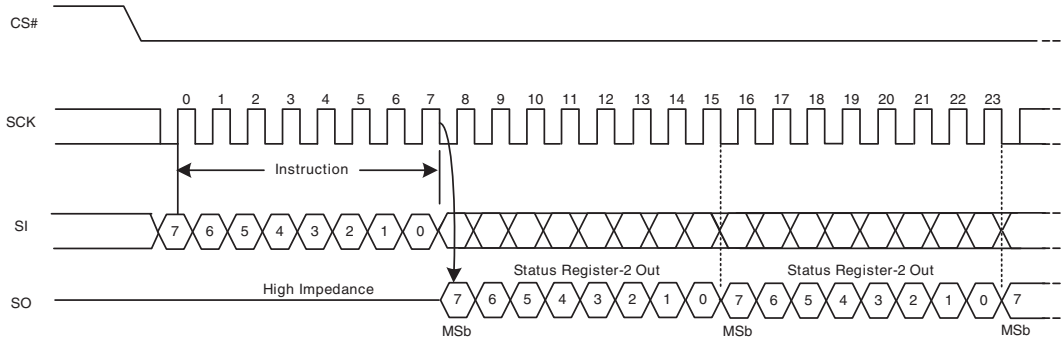 CS#
0 1 2 3 4 5 6 7 8 9 10 11 12 13 14 15 16 17 18 19 20 21 22 23
SCK
Instruction
SI
7 6 5 4 3 2 1 0
Status Register-2 Out Status Register-2 Out
High Impedance
SO
7 6 5 4 3 2 1 0 7 6 5 4 3 2 1 0 7
MSb MSb MSb